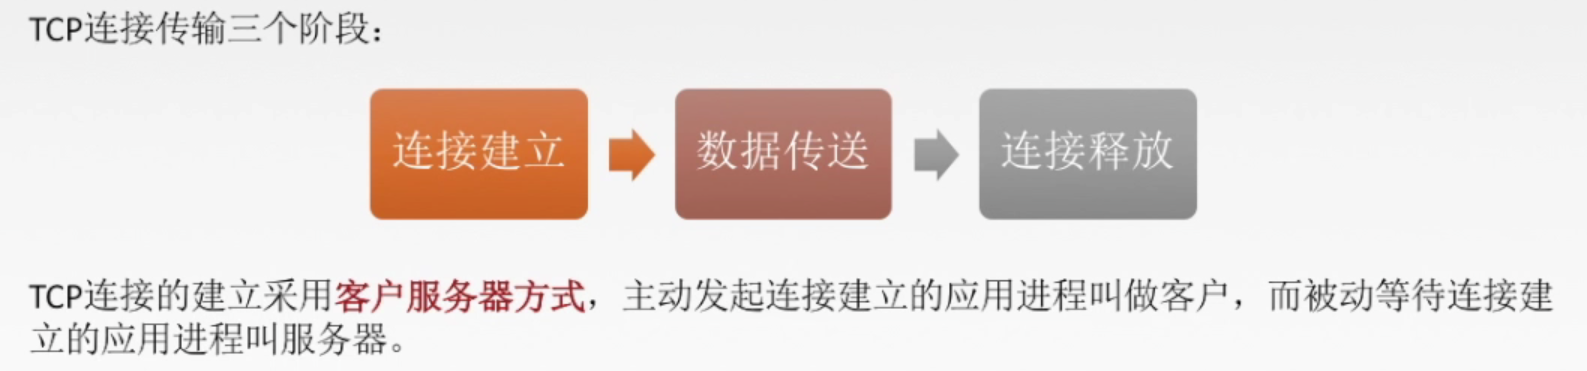 TCP连接传输三个阶段：
连接建立
数据传送
连接释放
TCP连接的建立采用客户服务器方式，主动发起连接建立的应用进程叫做客户，而被动等待连接建
立的应用进程叫服务器。